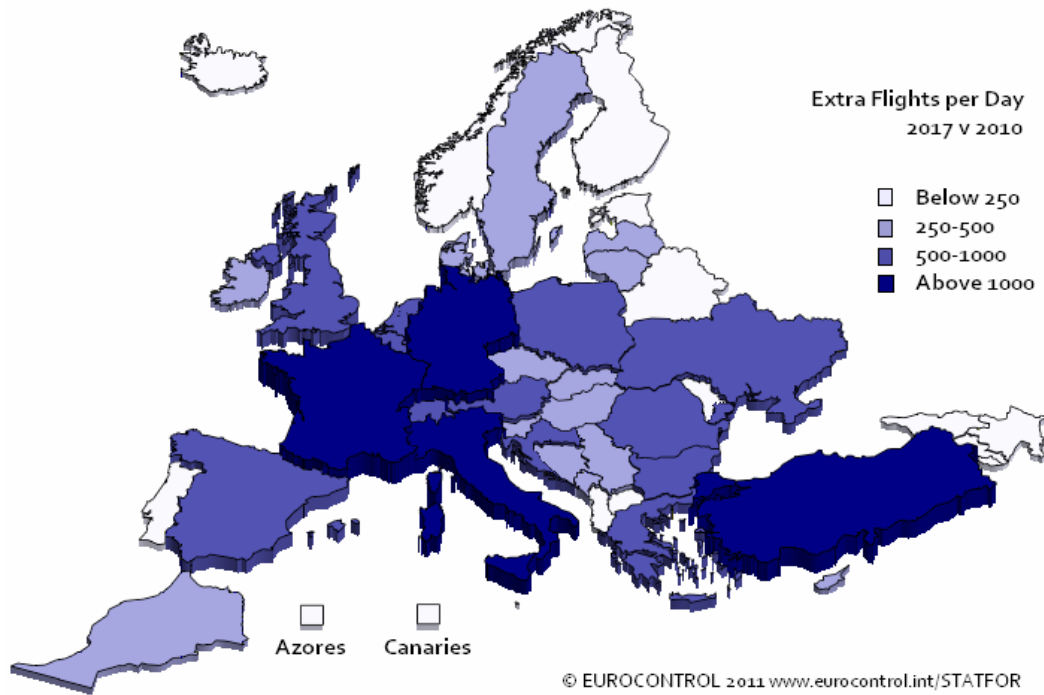 Extra Flights per Day
2017 v 2010
Below 250
250-500
500-1000
Above 1000
Azores
Canaries
© EUROCONTROL 2011 www.eurocontrol.int/STATFOR